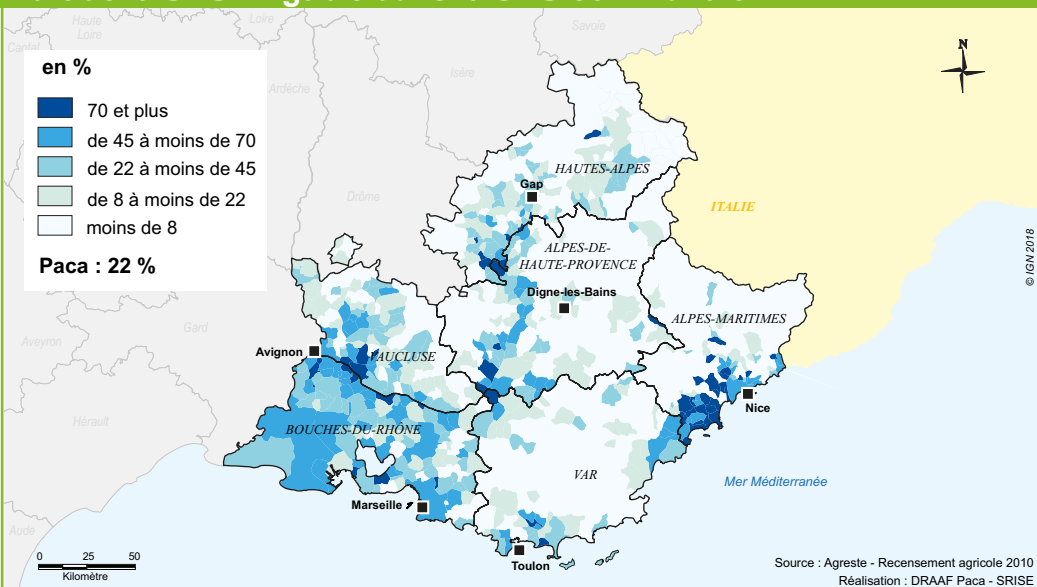 en %
70 et plus
de 45 à moins de 70
de 22 à moins de 45
de 8 à moins de 22
moins de 8
Paca : 22 %
Haute
Loire
Loire
Savoie
Cantal
Isère
Ardèche
Drôme
Gard
Aveyron
Hérault
Aude
N
HAUTES-ALPES
Gap
ITALIE
ALPES-DE-
HAUTE-PROVENCE
Digne-les-Bains
ALPES-MARITIMES
Avignon
VAUCLUSE
Nice
BOUCHES-DU-RHÔNE
VAR
Mer Méditerranée
Marseille
Toulon
© IGN 2018
0 25 50
Kilomètre
Source : Agreste - Recensement agricole 2010
Réalisation : DRAAF Paca - SRISE